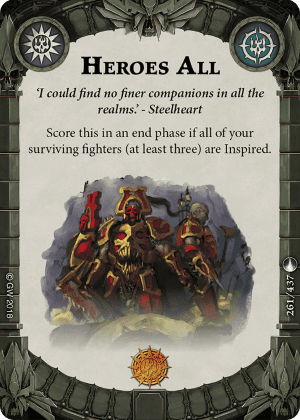 HEROES ALL
‘I could find no finer companions in all the
realms.’ - Steelheart
Score this in an end phase if all of your
surviving fighters (at least three) are Inspired.
© GW 2018
261/437